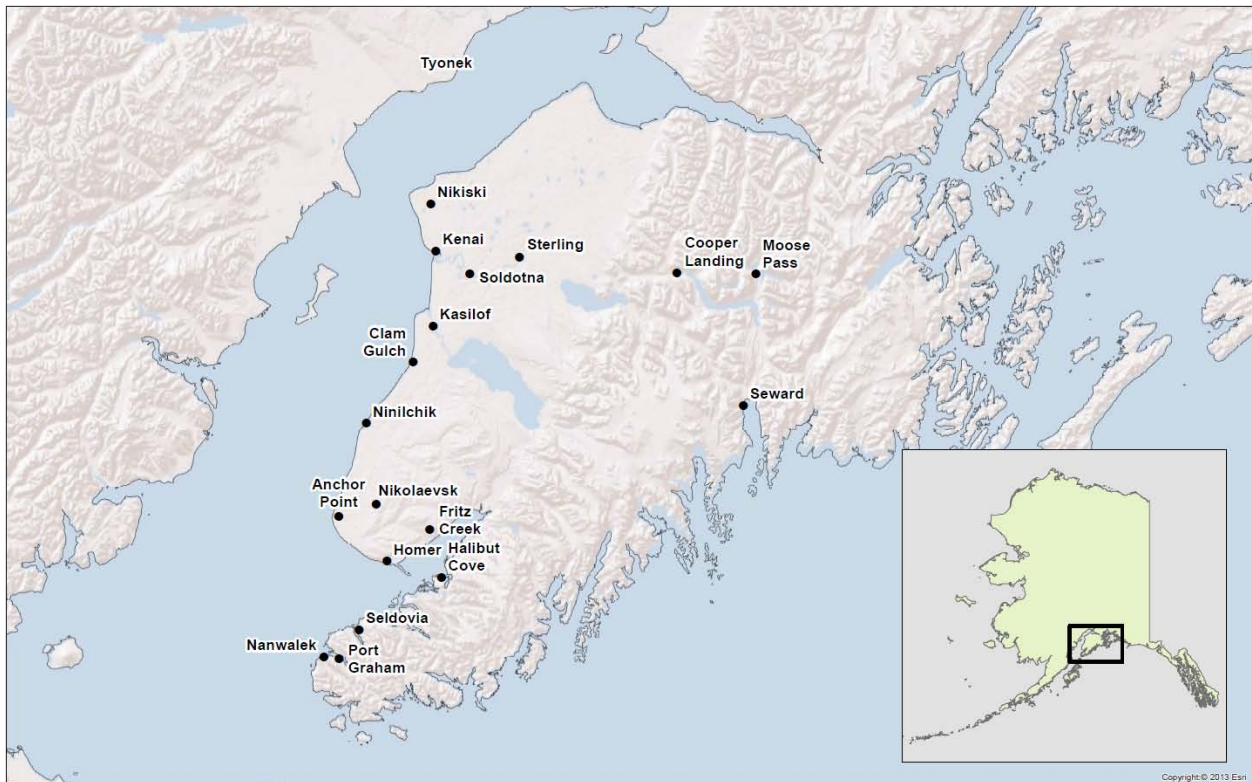 Tyonek
Nikiski
Kenai
Sterling
Soldotna
Cooper
Landing
Moose
Pass
Kasilof
Clam
Gulch
Seward
Ninilchik
Anchor
Point
Nikolaevsk
Fritz
Creek
Homer
Halibut
Cove
Seldovia
Nanwalek
Port
Graham
Copyright:© 2013 Esri